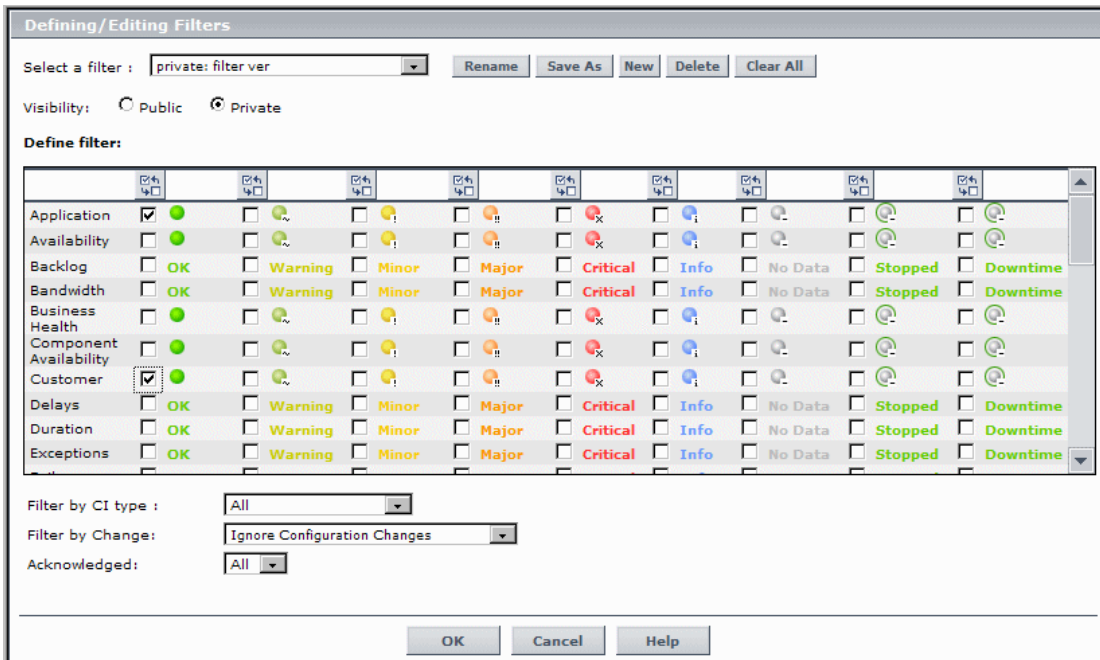 Defining/Editing Filters
Select a filter : private: filter ver Rename Save As New Delete Clear All
Visibility: Public Private
Define filter:
Application
Availability
Backlog OK Warning Minor Major Critical Info No Data Stopped Downtime
Bandwidth OK Warning Minor Major Critical Info No Data Stopped Downtime
Business
Health
Component
Availability
Customer
Delays OK Warning Minor Major Critical Info No Data Stopped Downtime
Duration OK Warning Minor Major Critical Info No Data Stopped Downtime
Exceptions OK Warning Minor Major Critical Info No Data Stopped Downtime
Filter by CI type : All
Filter by Change: Ignore Configuration Changes
Acknowledged: All
OK Cancel Help